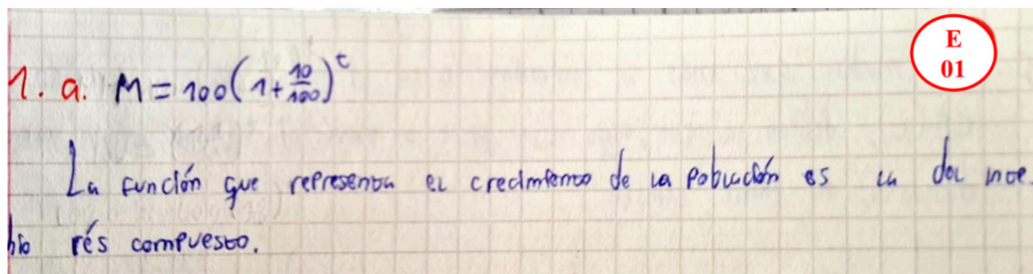 E
01
1. a. M = 100(1 + 10/100)^t
La función que representa el crecimiento de la población es la del inte.
rés compuesto.